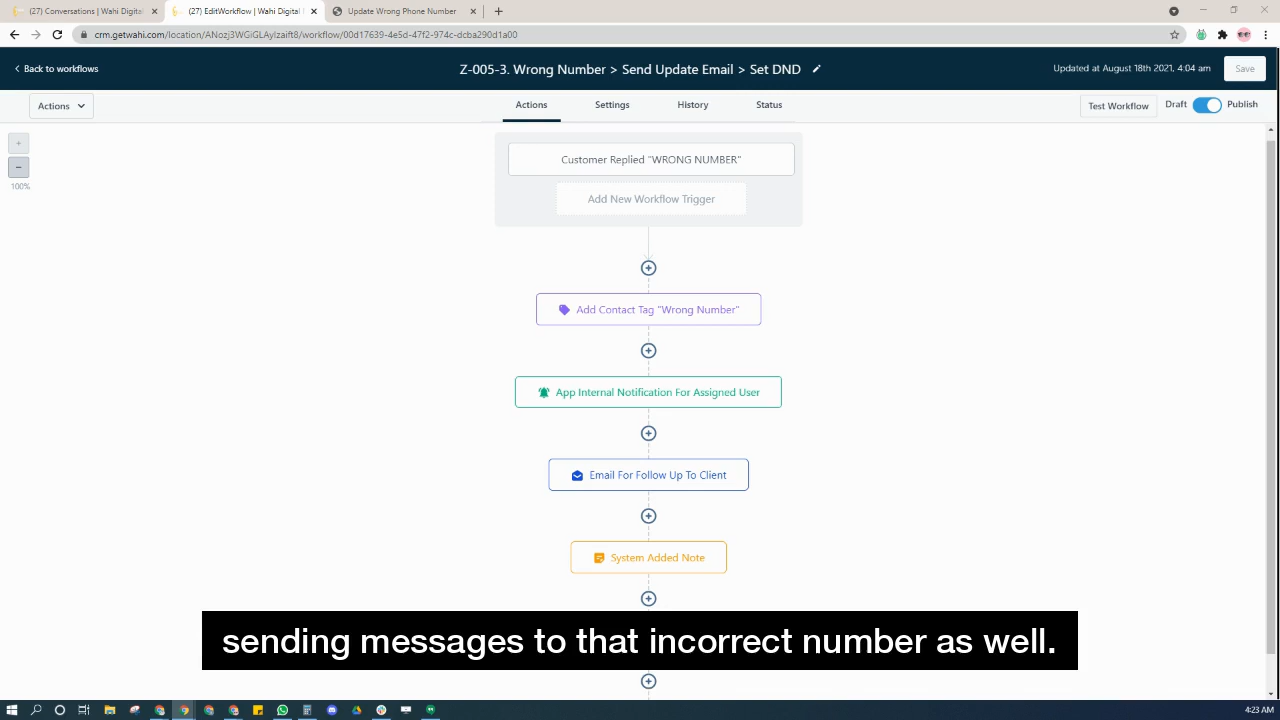 (27) Conversations | Wahi Digital
(27) EditWorkflow | Wahi Digital
Update Wrong Phone Number
crm.getwahi.com/location/ANozj3WGiGLAylzaift8/workflow/00d17639-4e5d-47f2-974c-dcba290d1a00
Back to workflows
Z-005-3. Wrong Number > Send Update Email > Set DND
Updated at August 18th 2021, 4:04 am
Save
Actions
Actions
Settings
History
Status
Test Workflow
Draft
Publish
100%
Customer Replied "WRONG NUMBER"
Add New Workflow Trigger
Add Contact Tag "Wrong Number"
App Internal Notification For Assigned User
Email For Follow Up To Client
System Added Note
sending messages to that incorrect number as well.
4:23 AM